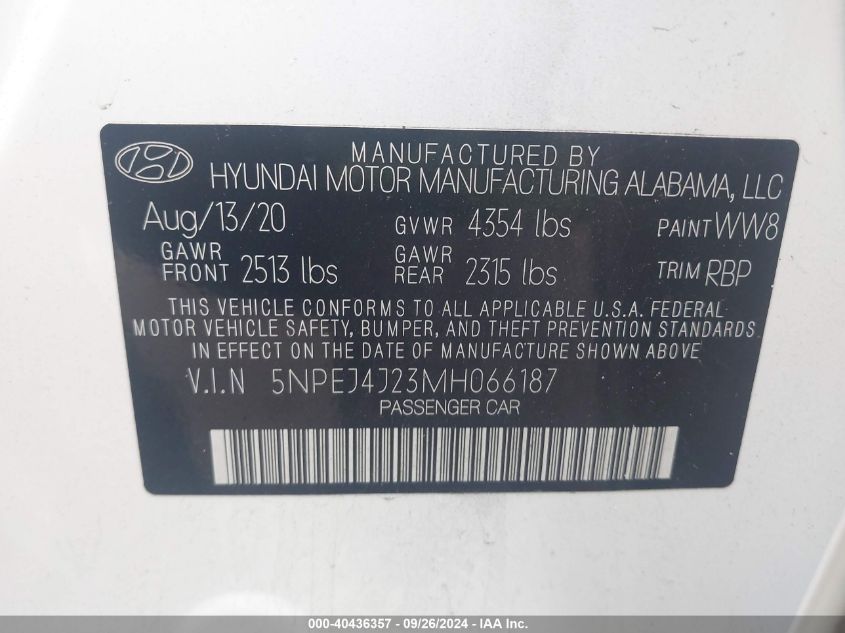 MANUFACTURED BY
HYUNDAI MOTOR MANUFACTURING ALABAMA, LLC
Aug/13/20 GVWR 4354 lbs PAINT WW8
GAWR FRONT 2513 lbs GAWR REAR 2315 lbs TRIM RBP
THIS VEHICLE CONFORMS TO ALL APPLICABLE U.S.A. FEDERAL
MOTOR VEHICLE SAFETY, BUMPER, AND THEFT PREVENTION STANDARDS
IN EFFECT ON THE DATE OF MANUFACTURE SHOWN ABOVE
V.I.N 5NPEJ4J23MH066187
PASSENGER CAR
000-40436357 - 09/26/2024 - IAA Inc.